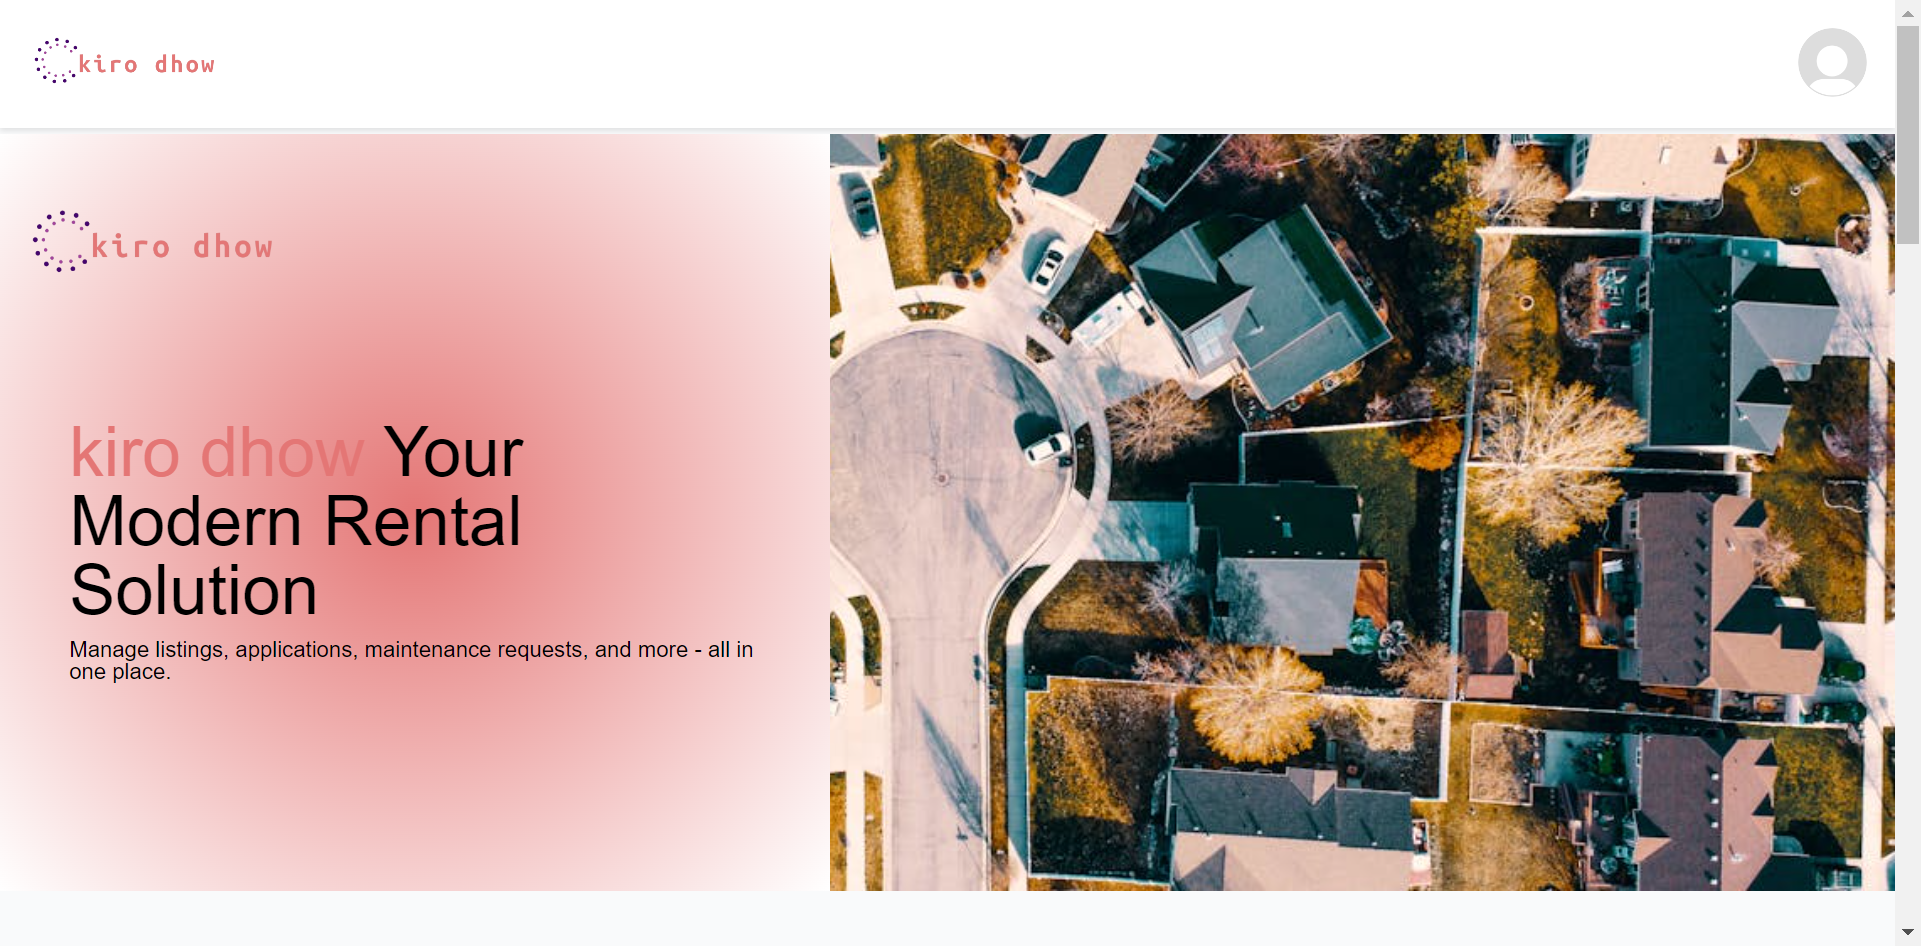 kiro dhow
kiro dhow
kiro dhow Your
Modern Rental
Solution
Manage listings, applications, maintenance requests, and more - all in
one place.